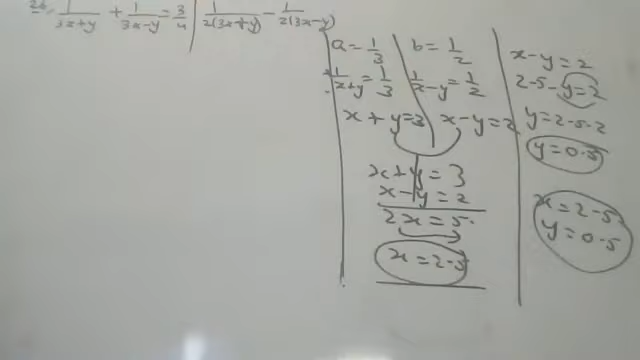 28. 1/3x+y + 1/3x-y = 3/4 | 1/2(3x+y) - 1/2(3x-y)
a = 1/3
1/x+y = 1/3
x + y = 3
b = 1/2
1/x-y = 1/2
x - y = 2
x + y = 3
x - y = 2
2x = 5
x = 2.5
x - y = 2
2.5 - y = 2
y = 2.5 - 2
y = 0.5
x = 2.5
y = 0.5